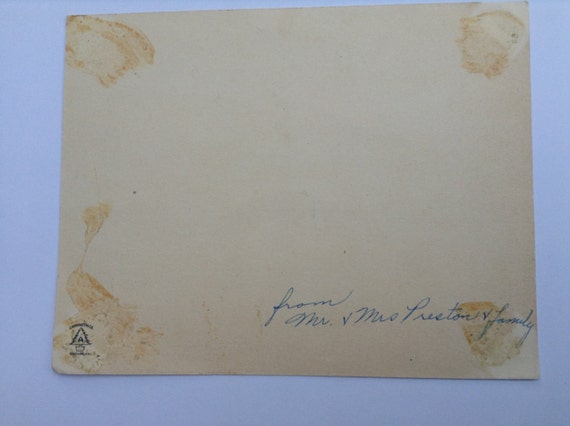 from
Mr. & Mrs Preston & family